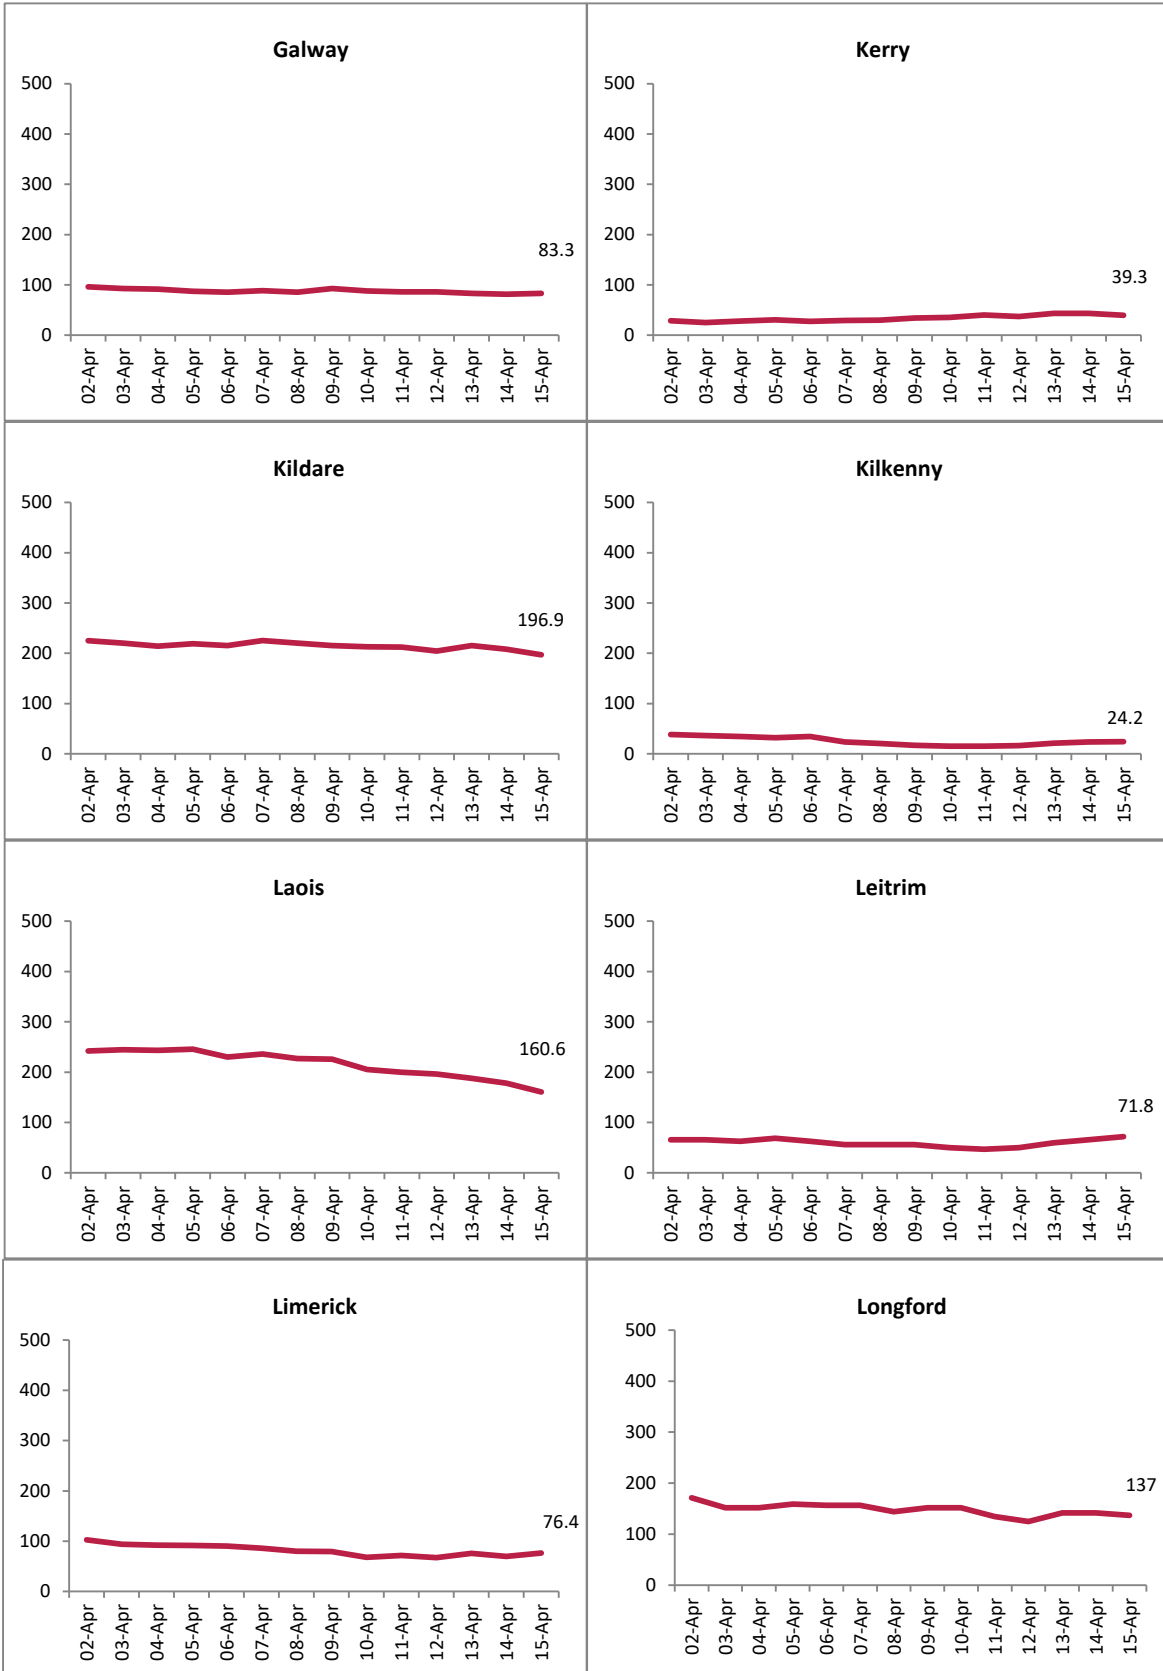 Galway
500
400
300
200
100
0
83.3
02-Apr
03-Apr
04-Apr
05-Apr
06-Apr
07-Apr
08-Apr
09-Apr
10-Apr
11-Apr
12-Apr
13-Apr
14-Apr
15-Apr
Kerry
500
400
300
200
100
0
39.3
02-Apr
03-Apr
04-Apr
05-Apr
06-Apr
07-Apr
08-Apr
09-Apr
10-Apr
11-Apr
12-Apr
13-Apr
14-Apr
15-Apr
Kildare
500
400
300
200
100
0
196.9
02-Apr
03-Apr
04-Apr
05-Apr
06-Apr
07-Apr
08-Apr
09-Apr
10-Apr
11-Apr
12-Apr
13-Apr
14-Apr
15-Apr
Kilkenny
500
400
300
200
100
0
24.2
02-Apr
03-Apr
04-Apr
05-Apr
06-Apr
07-Apr
08-Apr
09-Apr
10-Apr
11-Apr
12-Apr
13-Apr
14-Apr
15-Apr
Laois
500
400
300
200
100
0
160.6
02-Apr
03-Apr
04-Apr
05-Apr
06-Apr
07-Apr
08-Apr
09-Apr
10-Apr
11-Apr
12-Apr
13-Apr
14-Apr
15-Apr
Leitrim
500
400
300
200
100
0
71.8
02-Apr
03-Apr
04-Apr
05-Apr
06-Apr
07-Apr
08-Apr
09-Apr
10-Apr
11-Apr
12-Apr
13-Apr
14-Apr
15-Apr
Limerick
500
400
300
200
100
0
76.4
02-Apr
03-Apr
04-Apr
05-Apr
06-Apr
07-Apr
08-Apr
09-Apr
10-Apr
11-Apr
12-Apr
13-Apr
14-Apr
15-Apr
Longford
500
400
300
200
100
0
137
02-Apr
03-Apr
04-Apr
05-Apr
06-Apr
07-Apr
08-Apr
09-Apr
10-Apr
11-Apr
12-Apr
13-Apr
14-Apr
15-Apr